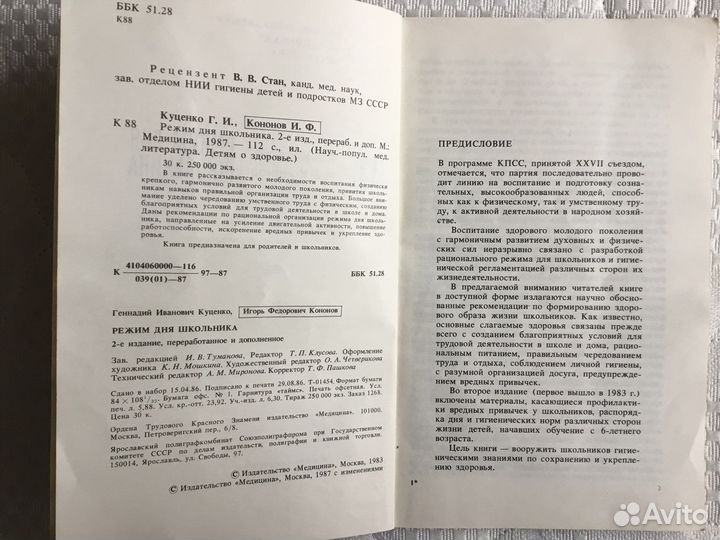 ББК 51.28
К88
Рецензент В. В. Стан, канд. мед. наук,
зав. отделом НИИ гигиены детей и подростков МЗ СССР
Куценко Г. И., Кононов И. Ф.
К 88 Режим дня школьника. 2-е изд., перераб. и доп. М.:
Медицина, 1987.— 112 с., ил. (Науч.-попул. мед.
литература. Детям о здоровье.)
30 к. 250 000 экз.
В книге рассказывается о необходимости воспитания физически
крепкого, гармонично развитого молодого поколения, привития школь-
никам навыков правильной организации труда и отдыха. Большое вни-
мание уделено чередованию умственного труда с физическим, созданию
благоприятных условий для трудовой деятельности в школе и дома.
Даны рекомендации по рациональной организации режима дня школь-
ника, направленные на усиление двигательной активности, повышение
работоспособности, искоренение вредных привычек и укрепление здо-
ровья.
Книга предназначена для родителей и школьников.
К 4104060000—116
039(01)—87 97—87 ББК 51.28
Геннадий Иванович Куценко, Игорь Федорович Кононов
РЕЖИМ ДНЯ ШКОЛЬНИКА
2-е издание, переработанное и дополненное
Зав. редакцией И. В. Туманова, Редактор Т. П. Клусова. Оформление
художника К. Н. Мошкина. Художественный редактор О. А. Четверикова
Технический редактор А. М. Миронова. Корректор Т. Ф. Пашкова
Сдано в набор 15.04.86. Подписано к печати 29.08.86. Т-01454. Формат бумаги
84 × 108¹/₃₂. Бумага офс. № 1. Гарнитура «таймс». Печать офсетная. Усл.
печ. л. 5,88. Усл. кр.-отт. 23,92. Уч.-изд. л. 6,30. Тираж 250 000 экз. Заказ 1268.
Цена 30 к.
Ордена Трудового Красного Знамени издательство «Медицина». 101000.
Москва, Петроверигский пер., 6/8.
Ярославский полиграфкомбинат Союзполиграфпрома при Государственном
комитете СССР по делам издательств, полиграфии и книжной торговли.
150014, Ярославль, ул. Свободы, 97.
© Издательство «Медицина», Москва, 1983
© Издательство «Медицина», Москва, 1987 с изменениями
ПРЕДИСЛОВИЕ
В программе КПСС, принятой XXVII съездом,
отмечается, что партия последовательно прово-
дит линию на воспитание и подготовку созна-
тельных, высокообразованных людей, способ-
ных как к физическому, так и умственному тру-
ду, к активной деятельности в народном хозяй-
стве.
Воспитание здорового молодого поколения
с гармоничным развитием духовных и физиче-
ских сил неразрывно связано с разработкой
рационального режима для школьников и гигие-
нической регламентацией различных сторон их
жизнедеятельности.
В предлагаемой вниманию читателей книге
в доступной форме излагаются научно обосно-
ванные рекомендации по формированию здо-
рового образа жизни школьников. Как известно,
основные слагаемые здоровья связаны прежде
всего с созданием благоприятных условий для
трудовой деятельности в школе и дома, рацио-
нальным питанием, правильным чередованием
труда и отдыха, соблюдением личной гигиены,
с разумной организацией досуга, предупрежде-
нием вредных привычек.
Во второе издание (первое вышло в 1983 г.)
включены материалы, касающиеся профилакти-
ки вредных привычек у школьников, распоряд-
ка дня и гигиенических норм различных сторон
жизни детей, начавших обучение с 6-летнего
возраста.
Цель книги — вооружить школьников гигие-
ническими знаниями по сохранению и укрепле-
нию здоровья.
1*
Avito